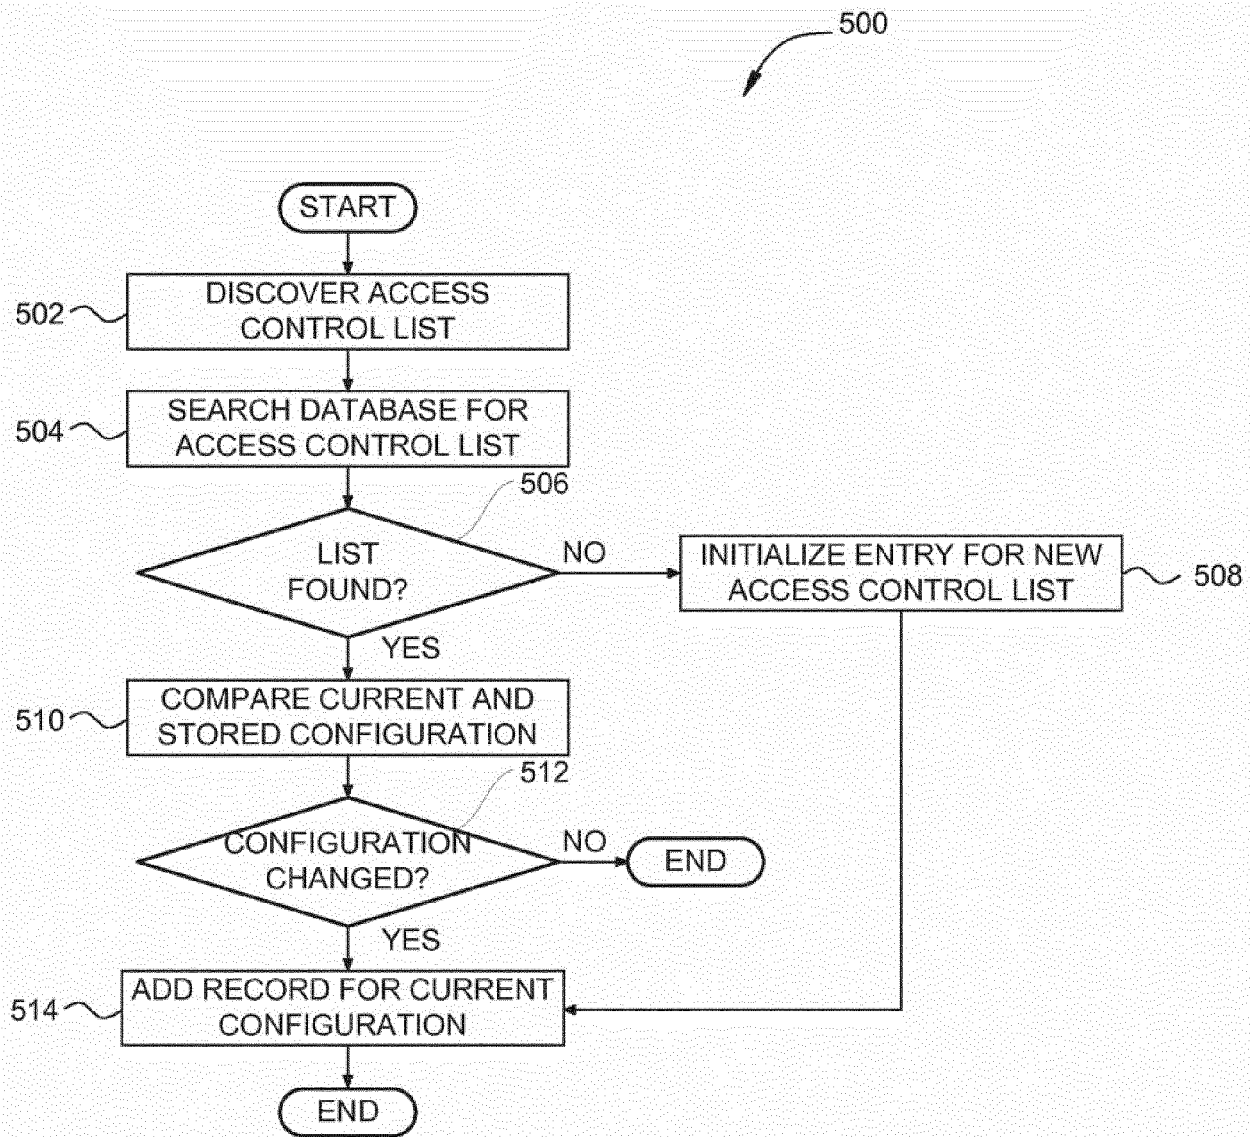 500
START
502
DISCOVER ACCESS
CONTROL LIST
504
SEARCH DATABASE FOR
ACCESS CONTROL LIST
506
LIST
FOUND?
NO
INITIALIZE ENTRY FOR NEW
ACCESS CONTROL LIST
508
YES
510
COMPARE CURRENT AND
STORED CONFIGURATION
512
CONFIGURATION
CHANGED?
NO
END
YES
514
ADD RECORD FOR CURRENT
CONFIGURATION
END